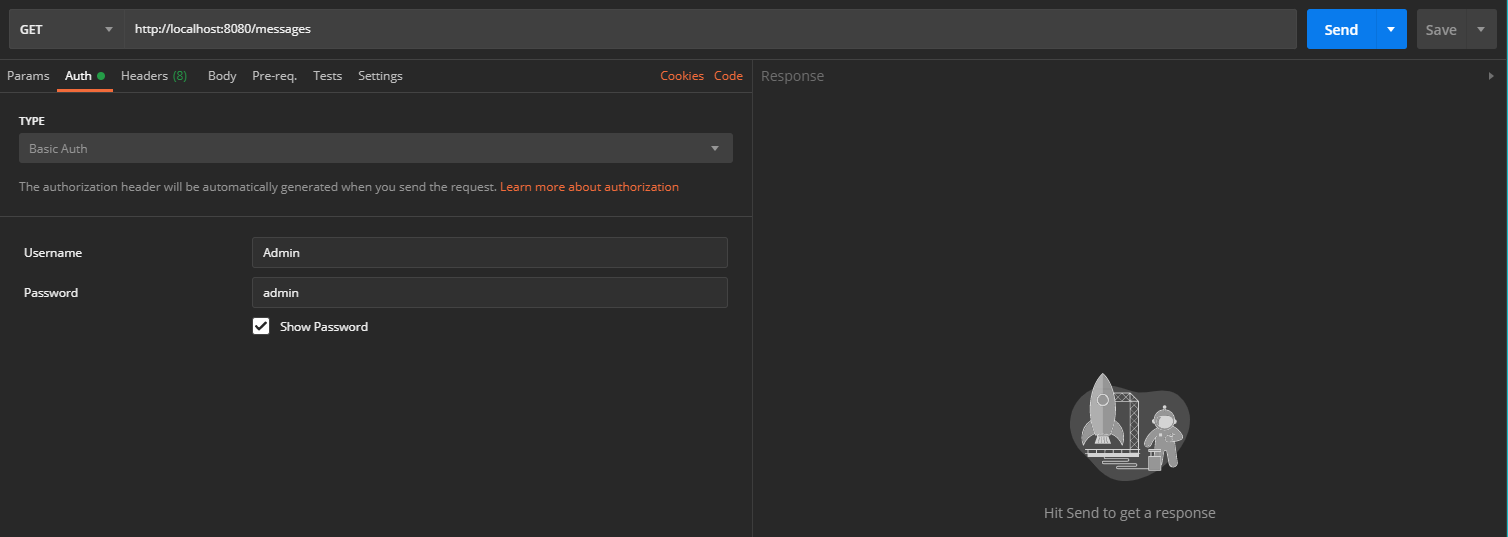 GET http://localhost:8080/messages Send Save
Params Auth Headers (8) Body Pre-req. Tests Settings Cookies Code
Response
TYPE
Basic Auth
The authorization header will be automatically generated when you send the request. Learn more about authorization
Username Admin
Password admin
Show Password
Hit Send to get a response